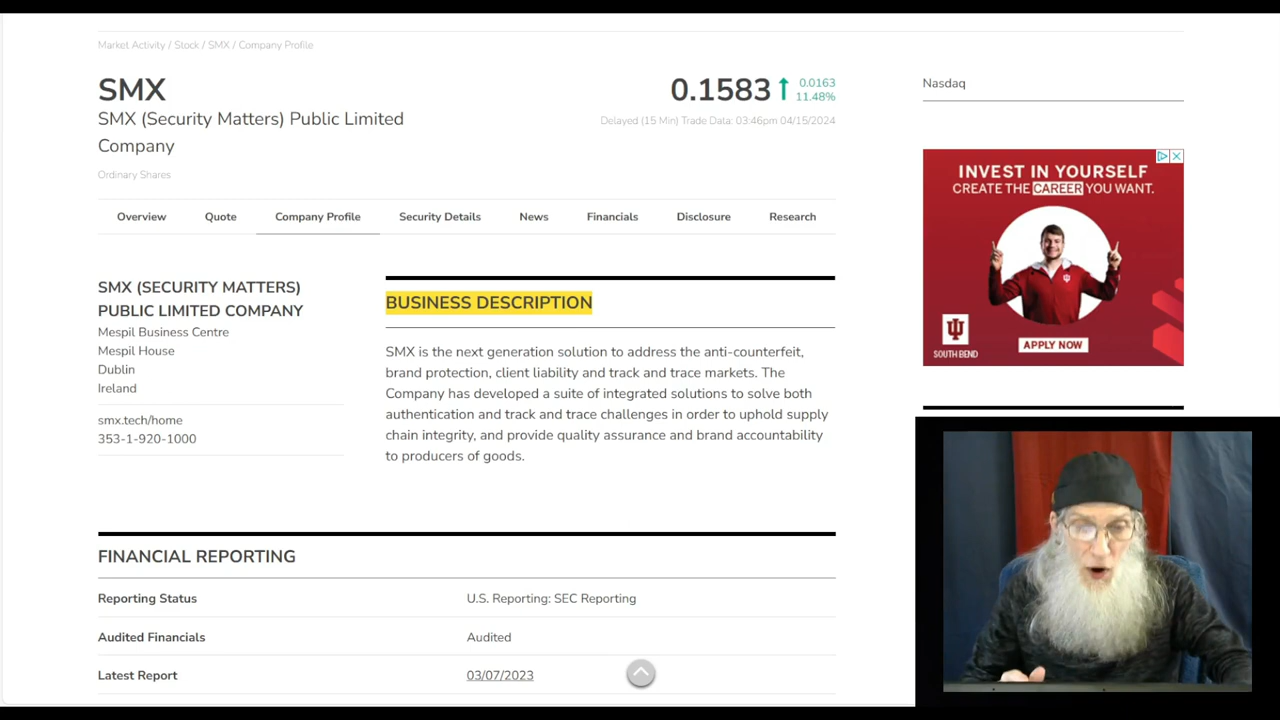 Market Activity / Stock / SMX / Company Profile
SMX
SMX (Security Matters) Public Limited
Company
Ordinary Shares
0.1583
0.0163
11.48%
Delayed (15 Min) Trade Data: 03:46pm 04/15/2024
Nasdaq
Overview
Quote
Company Profile
Security Details
News
Financials
Disclosure
Research
INVEST IN YOURSELF
CREATE THE CAREER YOU WANT.
SOUTH BEND
APPLY NOW
SMX (SECURITY MATTERS)
PUBLIC LIMITED COMPANY
Mespil Business Centre
Mespil House
Dublin
Ireland
smx.tech/home
353-1-920-1000
BUSINESS DESCRIPTION
SMX is the next generation solution to address the anti-counterfeit,
brand protection, client liability and track and trace markets. The
Company has developed a suite of integrated solutions to solve both
authentication and track and trace challenges in order to uphold supply
chain integrity, and provide quality assurance and brand accountability
to producers of goods.
FINANCIAL REPORTING
Reporting Status
U.S. Reporting: SEC Reporting
Audited Financials
Audited
Latest Report
03/07/2023